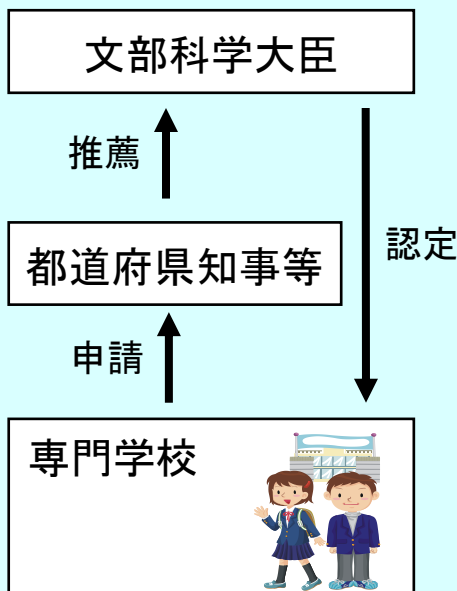 文部科学大臣
推薦
認定
都道府県知事等
申請
専門学校